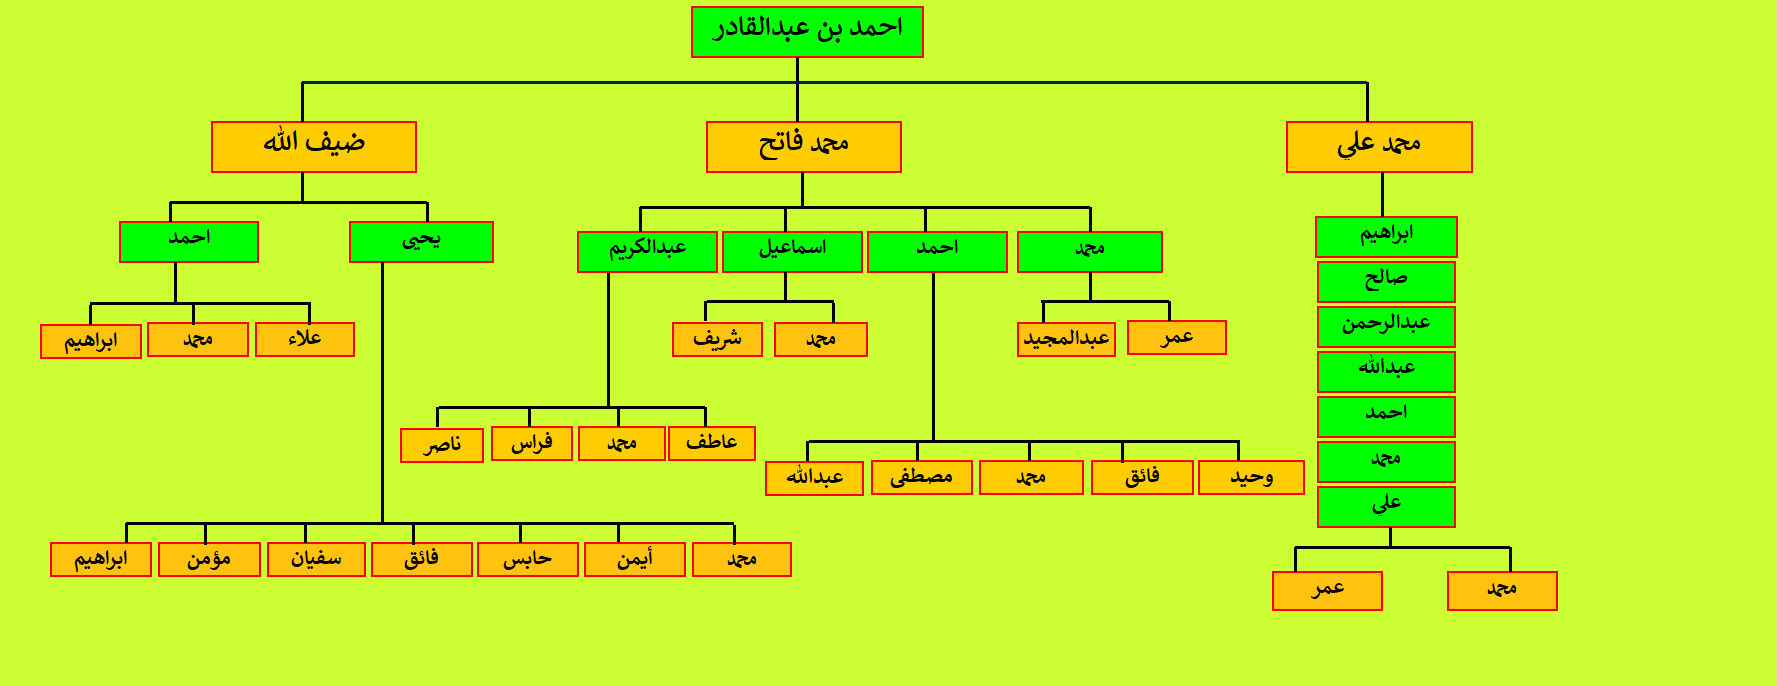 احمد بن عبدالقادر
محمد علي
محمد فاتح
ضيف الله
ابراهيم
صالح
عبدالرحمن
عبدالله
احمد
محمد
علي
محمد
عمر
محمد
احمد
اسماعيل
عبدالكريم
عمر
عبدالمجيد
محمد
شريف
وحيد
فائق
محمد
مصطفى
عبدالله
عاطف
محمد
فراس
ناصر
يحيى
احمد
علاء
محمد
ابراهيم
محمد
أيمن
حابس
فائق
سفيان
مؤمن
ابراهيم